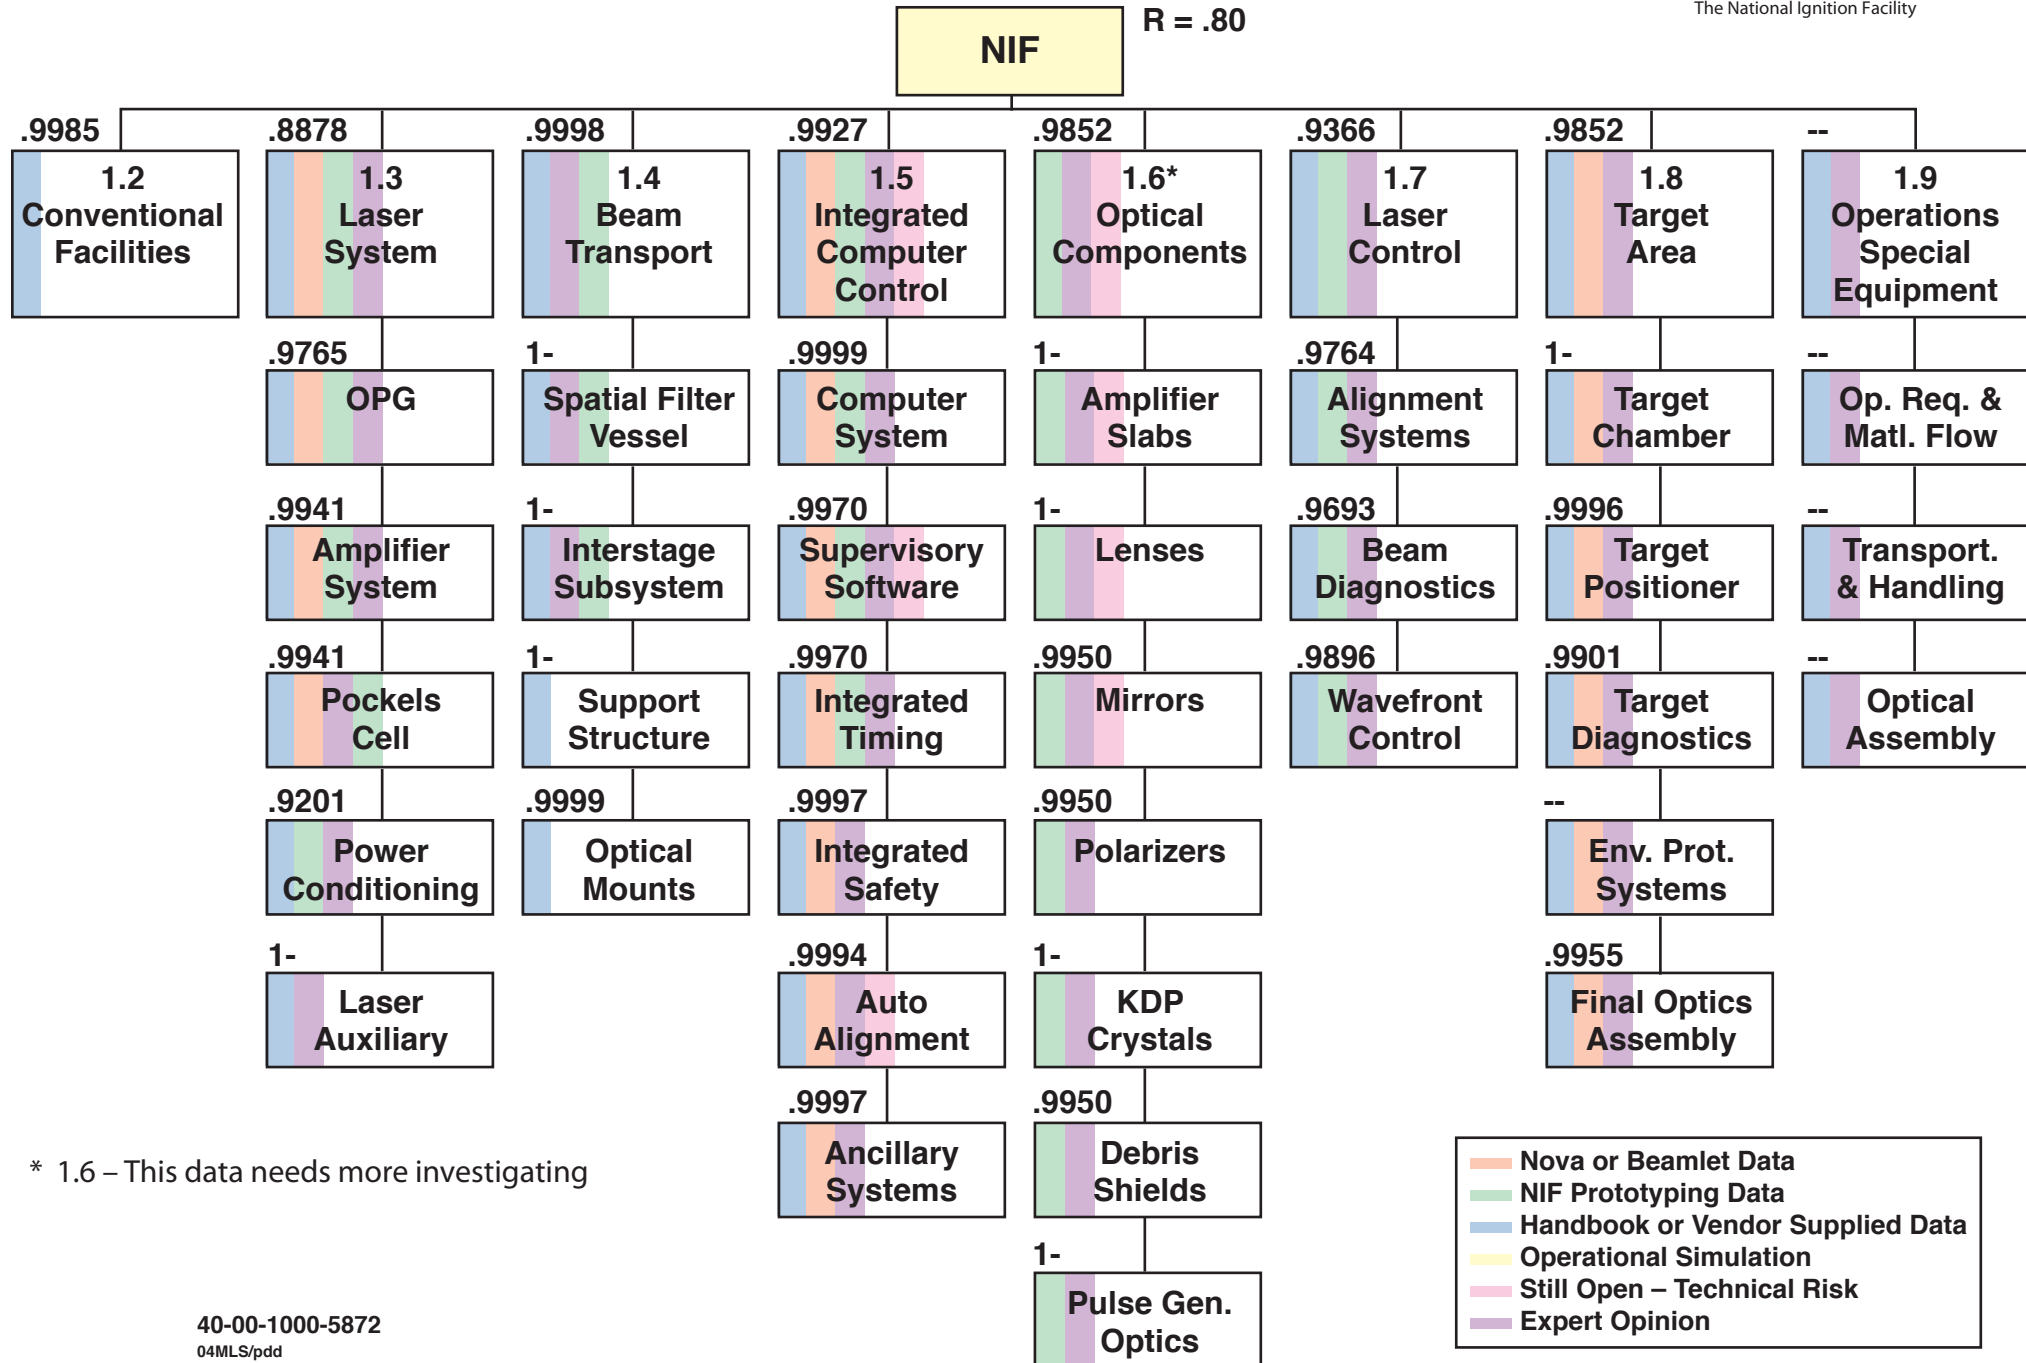 The National Ignition Facility
NIF
R = .80
.9985
1.2
Conventional
Facilities
.8878
1.3
Laser
System
.9765
OPG
.9941
Amplifier
System
.9941
Pockels
Cell
.9201
Power
Conditioning
1-
Laser
Auxiliary
.9998
1.4
Beam
Transport
1-
Spatial Filter
Vessel
1-
Interstage
Subsystem
1-
Support
Structure
.9999
Optical
Mounts
.9927
1.5
Integrated
Computer
Control
.9999
Computer
System
.9970
Supervisory
Software
.9970
Integrated
Timing
.9997
Integrated
Safety
.9994
Auto
Alignment
.9997
Ancillary
Systems
.9852
1.6*
Optical
Components
1-
Amplifier
Slabs
1-
Lenses
.9950
Mirrors
.9950
Polarizers
1-
KDP
Crystals
.9950
Debris
Shields
1-
Pulse Gen.
Optics
.9366
1.7
Laser
Control
.9764
Alignment
Systems
.9693
Beam
Diagnostics
.9896
Wavefront
Control
.9852
1.8
Target
Area
1-
Target
Chamber
.9996
Target
Positioner
.9901
Target
Diagnostics
--
Env. Prot.
Systems
.9955
Final Optics
Assembly
--
1.9
Operations
Special
Equipment
--
Op. Req. &
Matl. Flow
--
Transport.
& Handling
--
Optical
Assembly
* 1.6 – This data needs more investigating
Nova or Beamlet Data
NIF Prototyping Data
Handbook or Vendor Supplied Data
Operational Simulation
Still Open – Technical Risk
Expert Opinion
40-00-1000-5872
04MLS/pdd